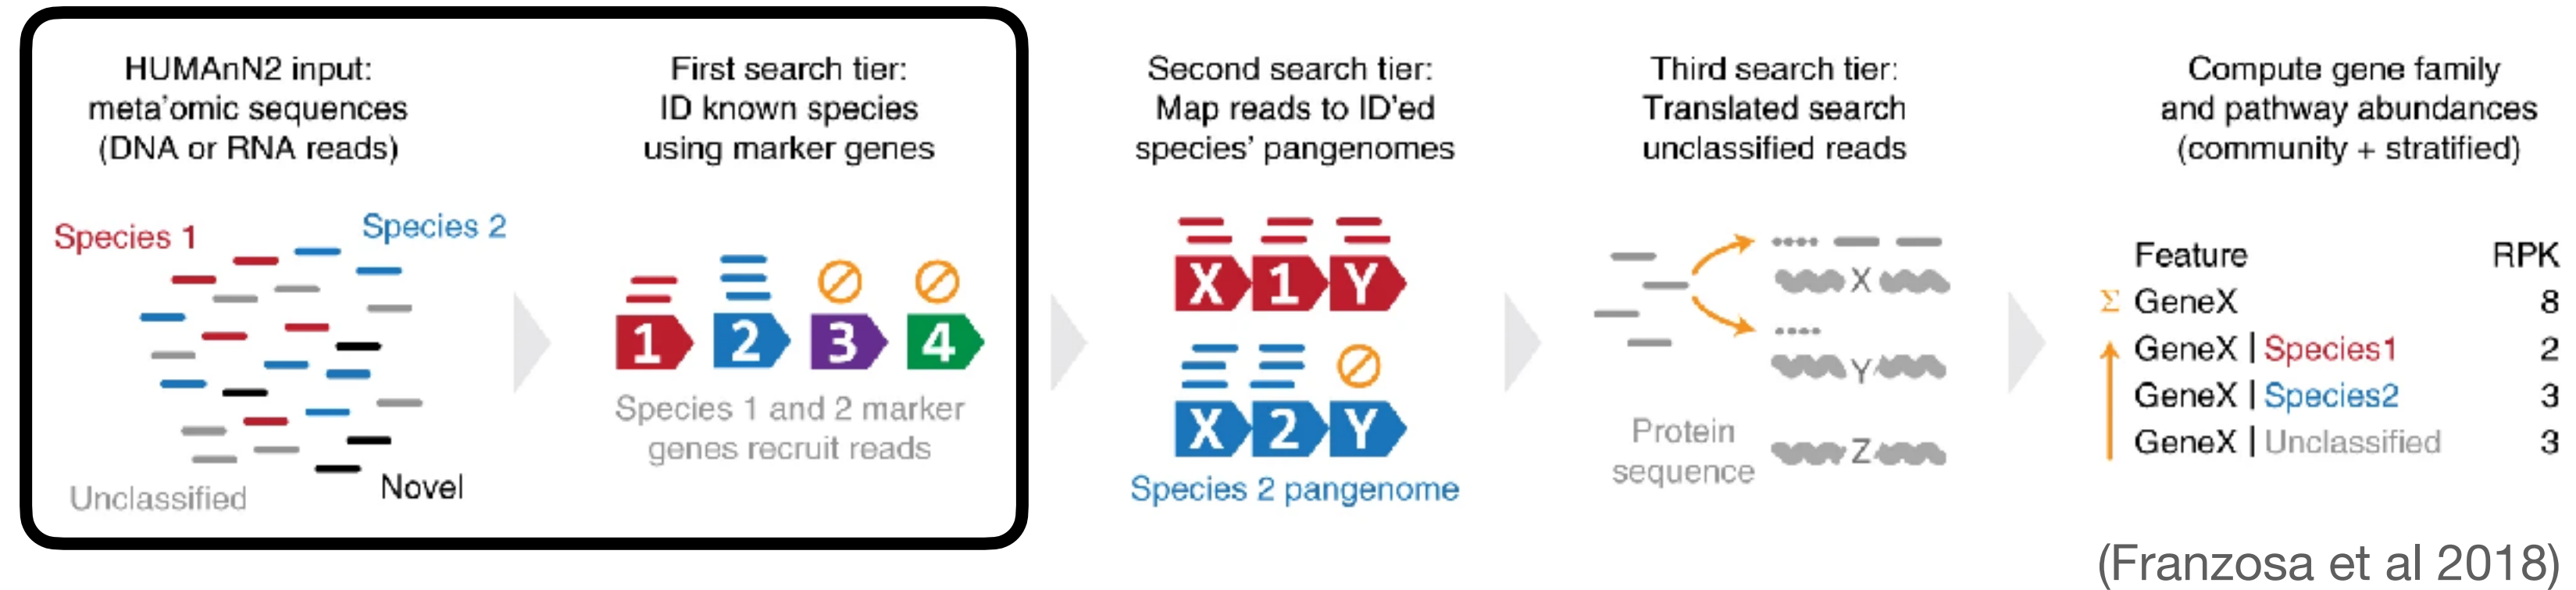 HUMAnN2 input:
meta'omic sequences
(DNA or RNA reads)
Species 1
Species 2
Unclassified
Novel
First search tier:
ID known species
using marker genes
1 2 3 4
Species 1 and 2 marker
genes recruit reads
Second search tier:
Map reads to ID'ed
species' pangenomes
X 1 Y
X 2 Y
Species 2 pangenome
Third search tier:
Translated search
unclassified reads
X
Y
Z
Protein
sequence
Compute gene family
and pathway abundances
(community + stratified)
Feature RPK
Σ GeneX 8
GeneX | Species1 2
GeneX | Species2 3
GeneX | Unclassified 3
(Franzosa et al 2018)